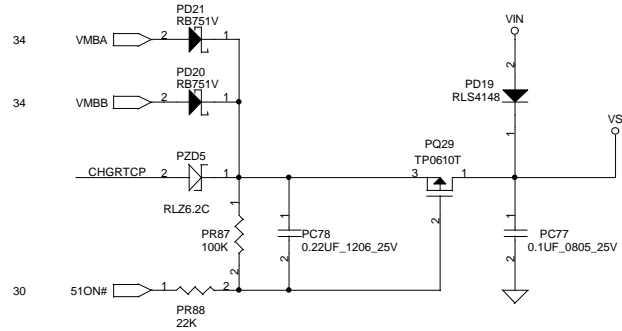 PD21
RB751V
34 VMBA 2 1
VIN
PD20
RB751V
34 VMBB 2 1
2
PD19
RLS4148
1
VS
PZD5
CHGRTCP 2 1
RLZ6.2C
PQ29
TP0610T
3 1
2
1
PR87
100K
2
1
PC78
0.22UF_1206_25V
2
1
PC77
0.1UF_0805_25V
2
30 51ON# 1 2
PR88
22K